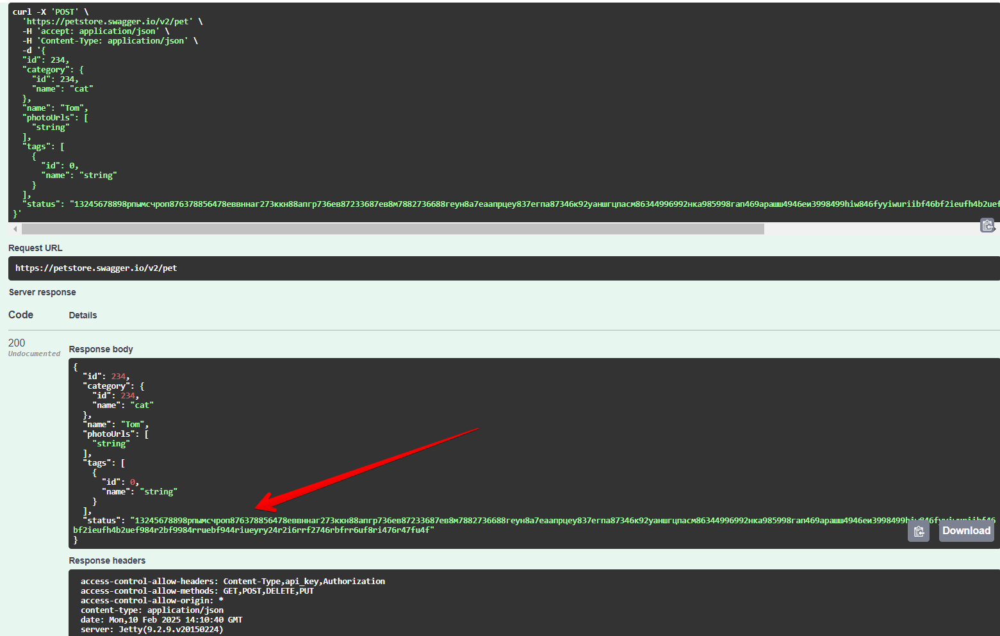 curl -X 'POST' \
'https://petstore.swagger.io/v2/pet' \
-H 'accept: application/json' \
-H 'Content-Type: application/json' \
-d '{
"id": 234,
"category": {
"id": 234,
"name": "cat"
},
"name": "Tom",
"photoUrls": [
"string"
],
"tags": [
{
"id": 0,
"name": "string"
}
],
"status": "13245678898рпымсчроп876378856478еввннаг273ккн88апгр736ев87233687ев8м7882736688геун8а7еаапрцеу837егпа87346к92уаншгцпасм86344996992нка985998гап469арашш4946еи3998499hiw846fyyiwuriibf46bf2ieufh4b2uef
}'
Request URL
https://petstore.swagger.io/v2/pet
Server response
Code Details
200
Undocumented
Response body
{
"id": 234,
"category": {
"id": 234,
"name": "cat"
},
"name": "Tom",
"photoUrls": [
"string"
],
"tags": [
{
"id": 0,
"name": "string"
}
],
"status": "13245678898рпымсчроп876378856478еввннаг273ккн88апгр736ев87233687ев8м7882736688геун8а7еаапрцеу837егпа87346к92уаншгцпасм86344996992нка985998гап469арашш4946еи3998499hiw846fyyiwuriibf46
bf2ieufh4b2uef984r2bf9984rruebf944riueyry24r2i6rrf2746rbfrr6uf8ri476r47fu4f"
}
Download
Response headers
access-control-allow-headers: Content-Type,api_key,Authorization
access-control-allow-methods: GET,POST,DELETE,PUT
access-control-allow-origin: *
content-type: application/json
date: Mon,10 Feb 2025 14:10:40 GMT
server: Jetty(9.2.9.v20150224)